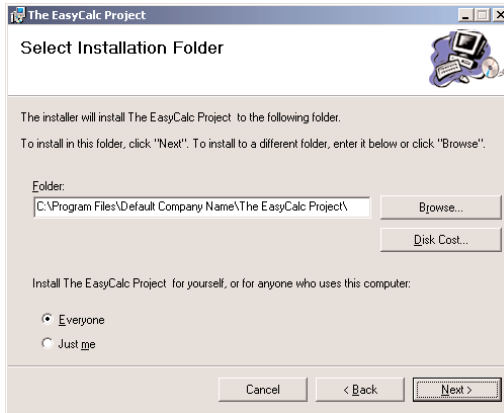 The EasyCalc Project
Select Installation Folder
The installer will install The EasyCalc Project to the following folder.
To install in this folder, click "Next". To install to a different folder, enter it below or click "Browse".
Folder:
C:\Program Files\Default Company Name\The EasyCalc Project\
Browse...
Disk Cost...
Install The EasyCalc Project for yourself, or for anyone who uses this computer:
Everyone
Just me
Cancel
< Back
Next >